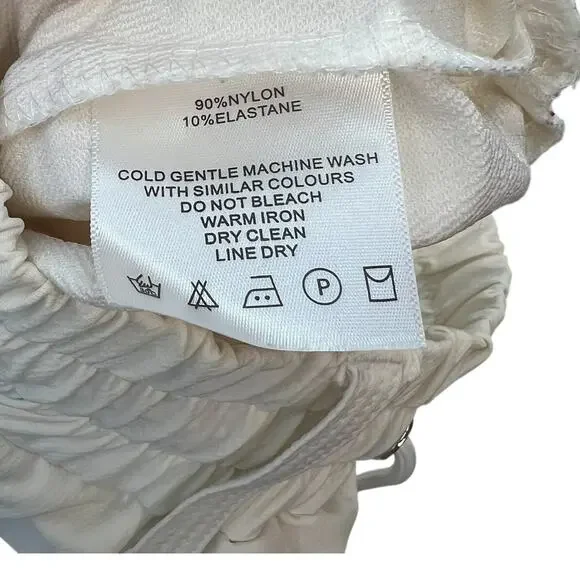 90%NYLON
10%ELASTANE
COLD GENTLE MACHINE WASH
WITH SIMILAR COLOURS
DO NOT BLEACH
WARM IRON
DRY CLEAN
LINE DRY
P